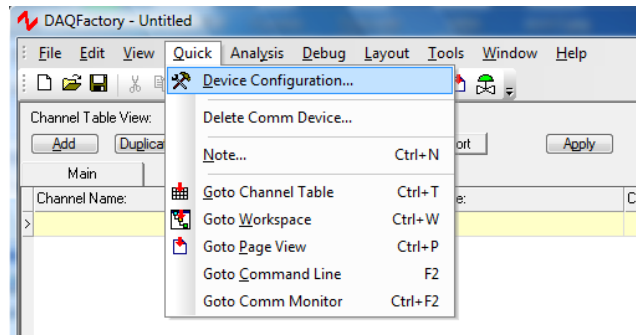 DAQFactory - Untitled
File Edit View Quick Analysis Debug Layout Tools Window Help
Device Configuration...
Channel Table View:
Delete Comm Device...
Add Apply
Note... Ctrl+N
Main
Goto Channel Table Ctrl+T
Channel Name:
Goto Workspace Ctrl+W
Goto Page View Ctrl+P
Goto Command Line F2
Goto Comm Monitor Ctrl+F2